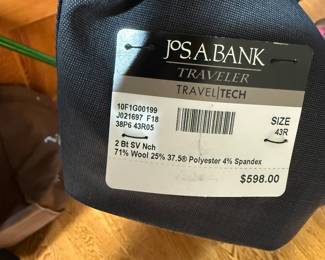 JOS.A.BANK
TRAVELER
TRAVEL|TECH
10F1G00199
J021697 F18
38P6 43R05
SIZE
43R
2 Bt SV Nch
71% Wool 25% 37.5® Polyester 4% Spandex
$598.00